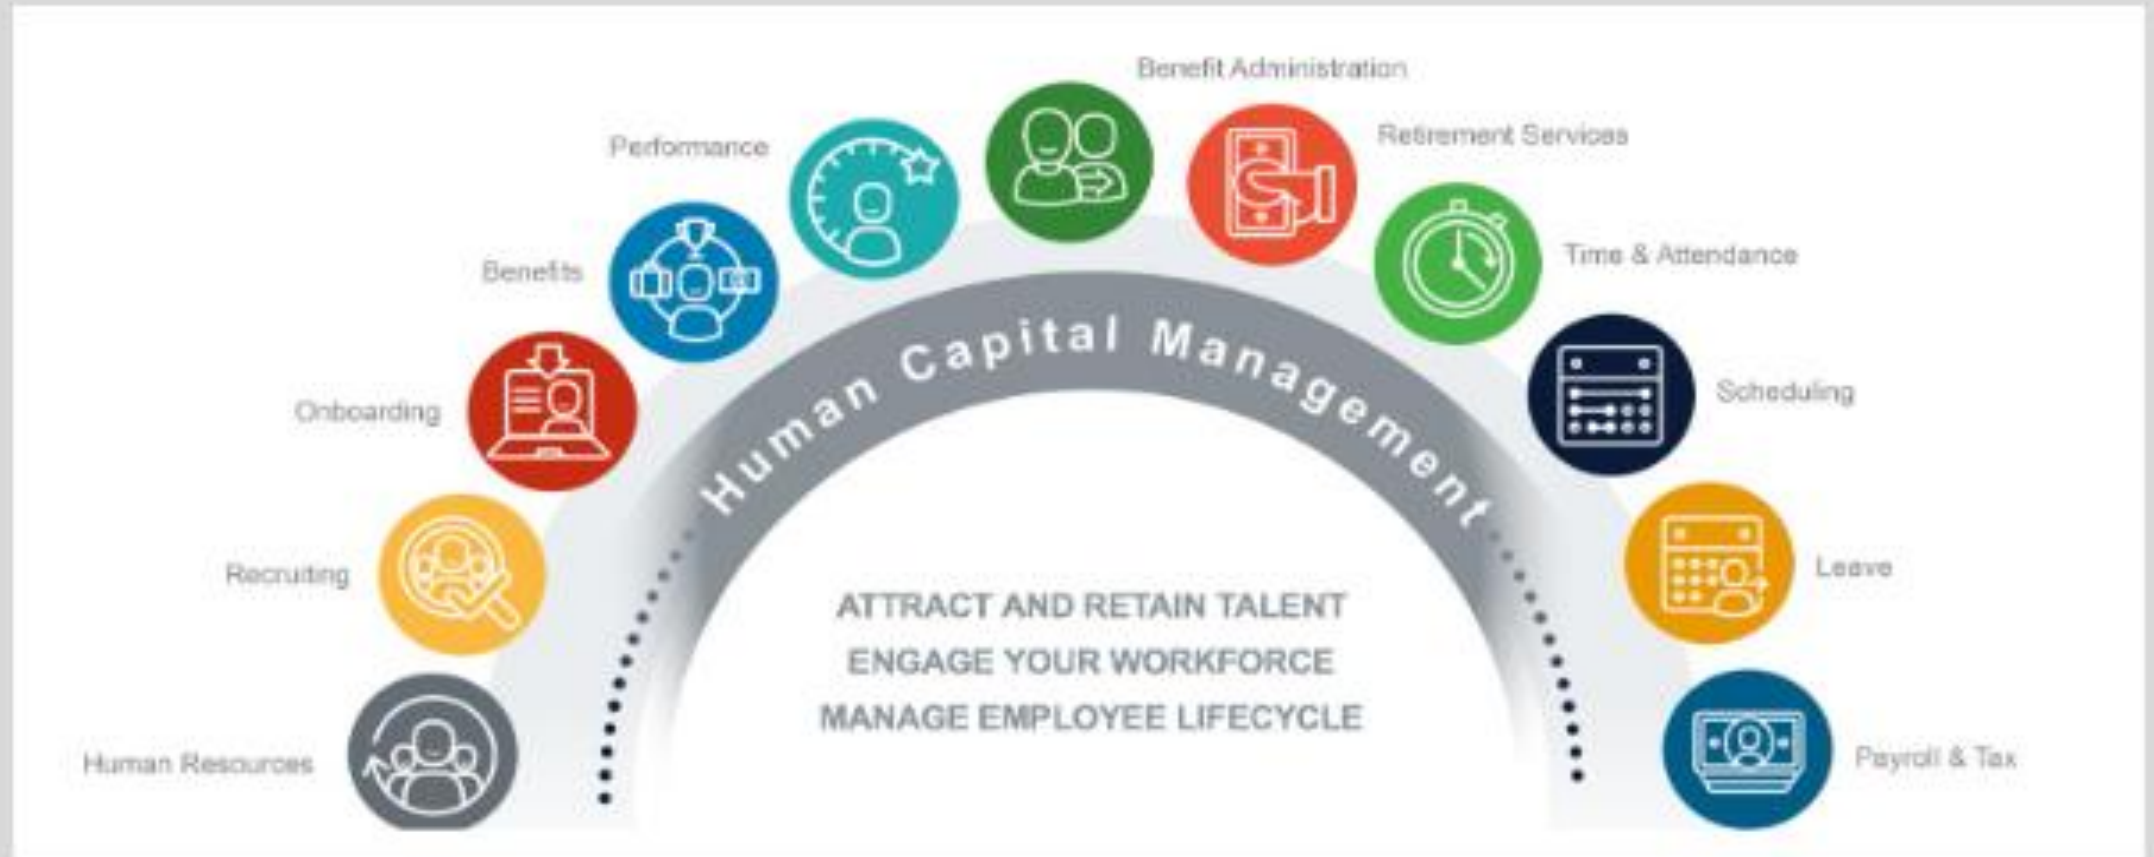 Benefit Administration
Performance
Retirement Services
Benefits
Time & Attendance
Human Capital Management
Onboarding
Scheduling
Recruiting
Leave
ATTRACT AND RETAIN TALENT
ENGAGE YOUR WORKFORCE
MANAGE EMPLOYEE LIFECYCLE
Human Resources
Payroll & Tax